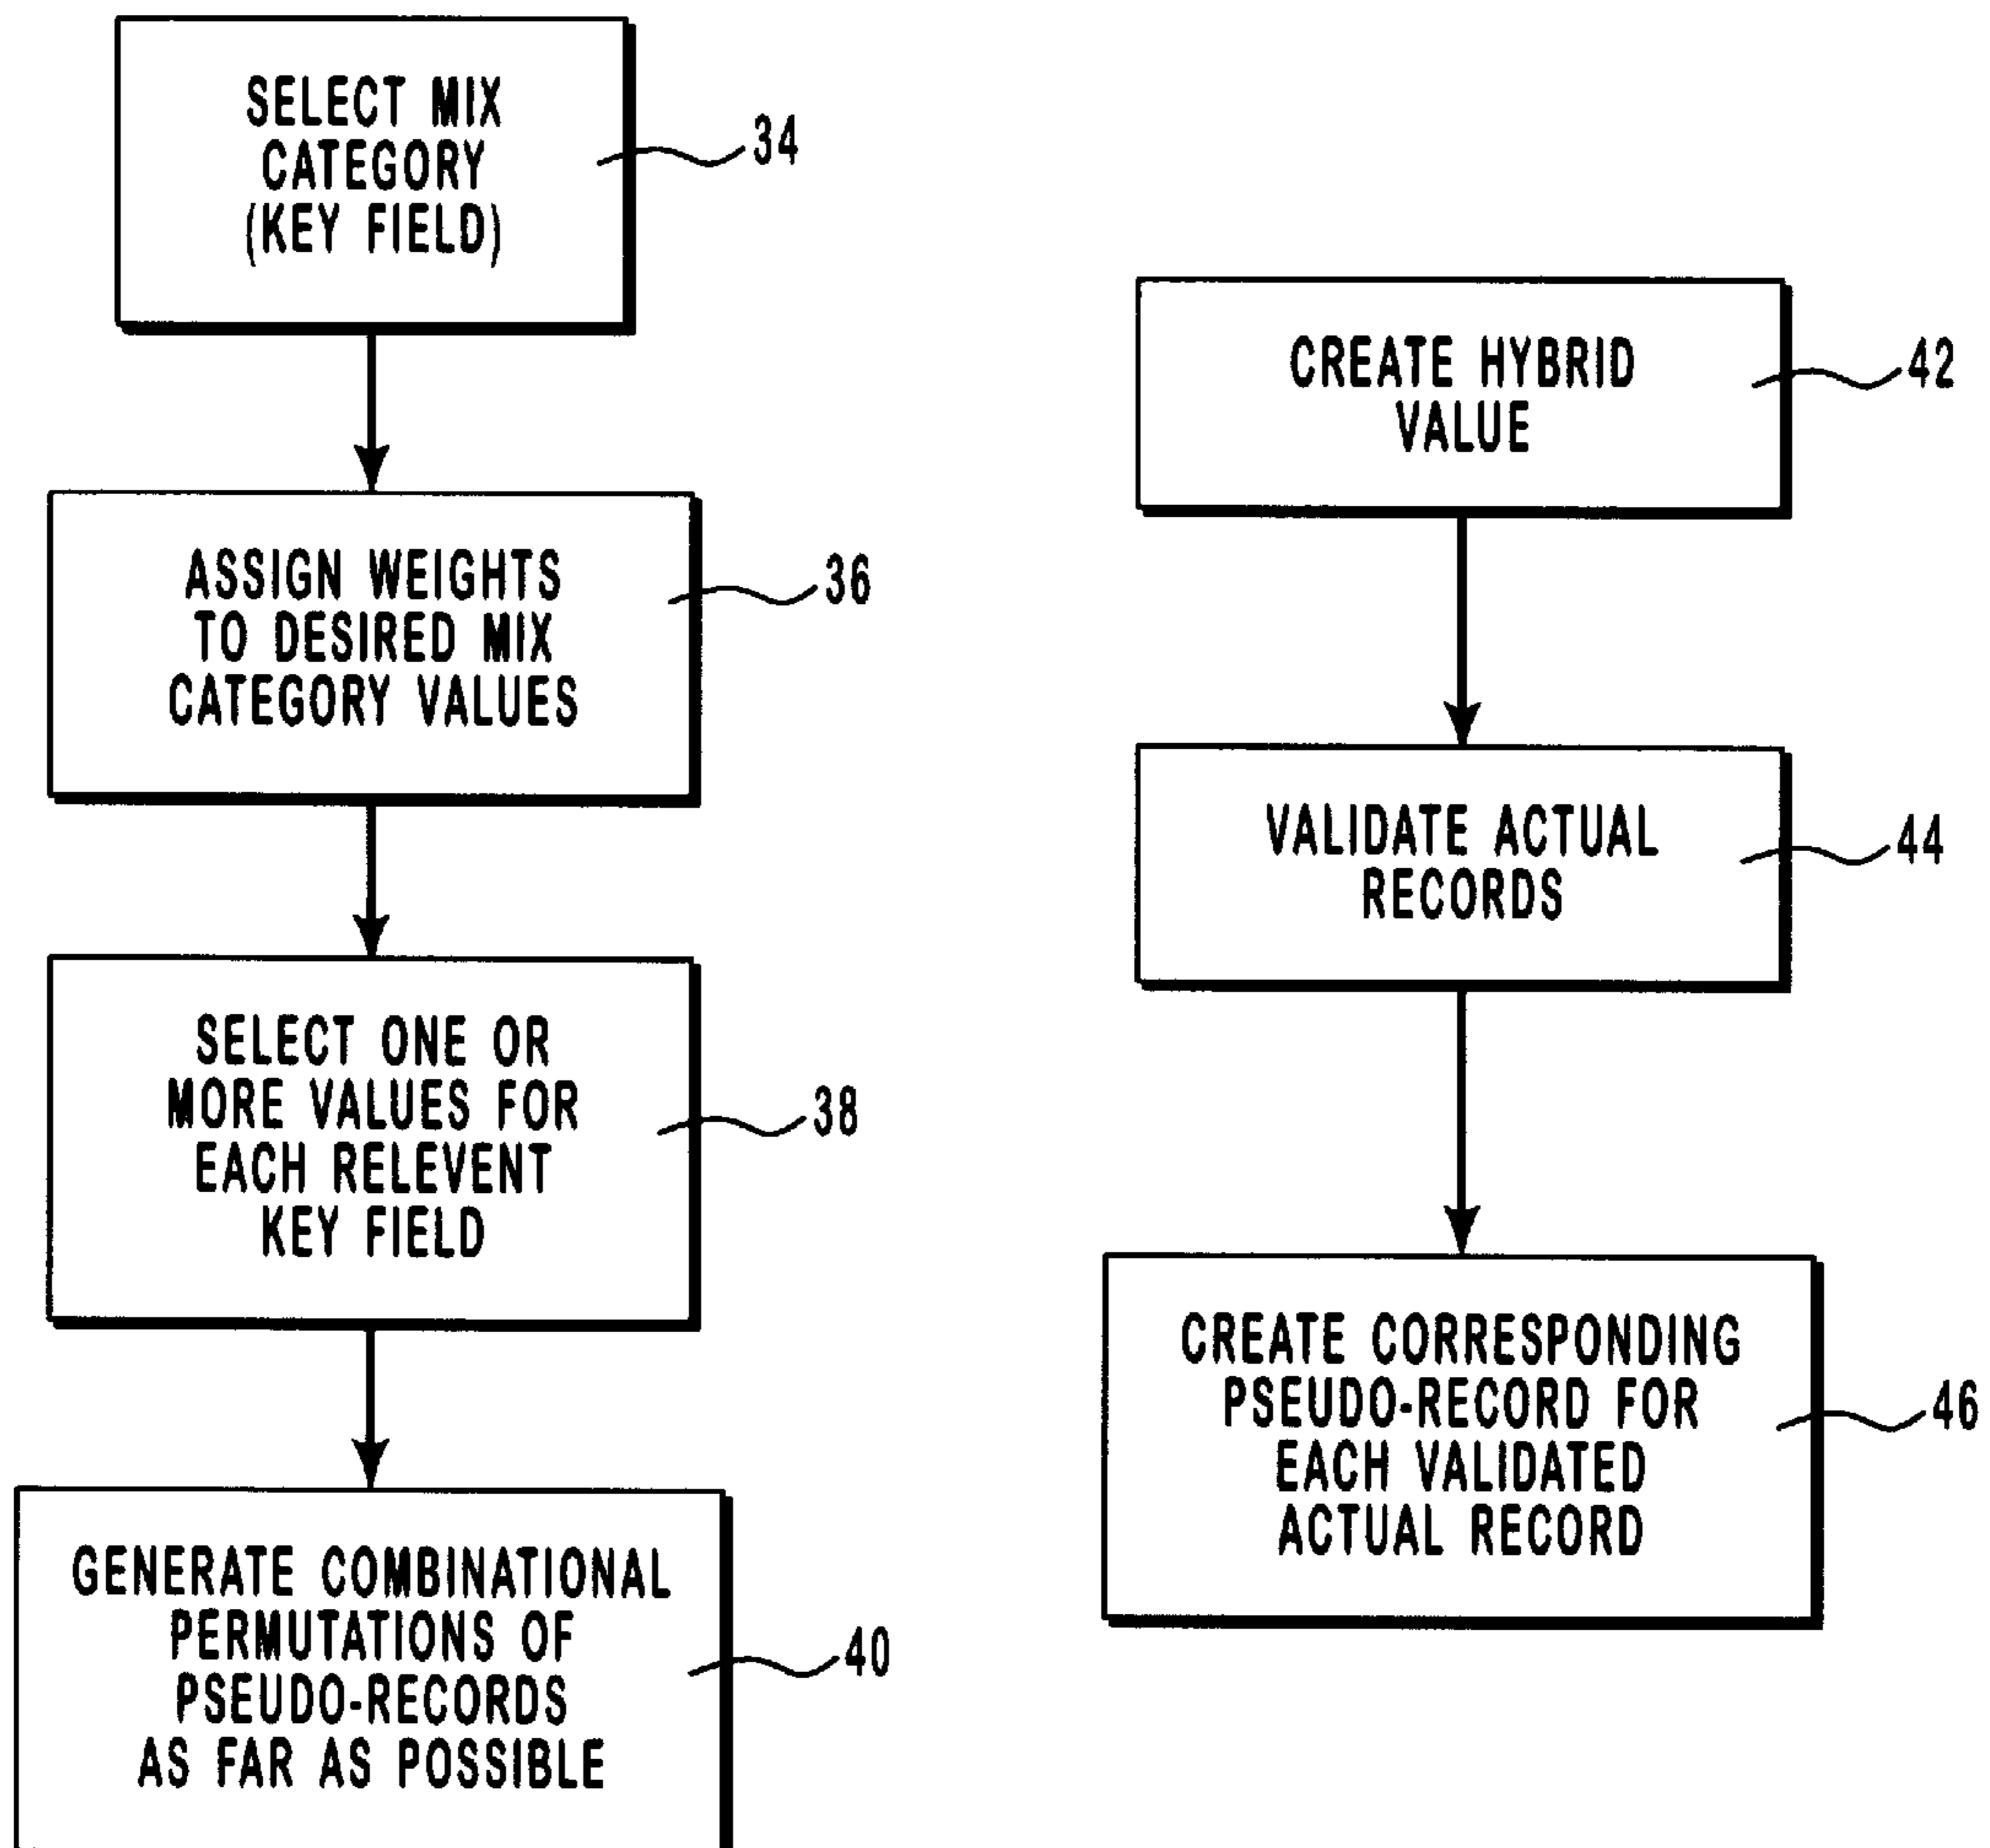 SELECT MIX
CATEGORY
(KEY FIELD)
34
ASSIGN WEIGHTS
TO DESIRED MIX
CATEGORY VALUES
36
SELECT ONE OR
MORE VALUES FOR
EACH RELEVENT
KEY FIELD
38
GENERATE COMBINATIONAL
PERMUTATIONS OF
PSEUDO-RECORDS
AS FAR AS POSSIBLE
40
CREATE HYBRID
VALUE
42
VALIDATE ACTUAL
RECORDS
44
CREATE CORRESPONDING
PSEUDO-RECORD FOR
EACH VALIDATED
ACTUAL RECORD
46